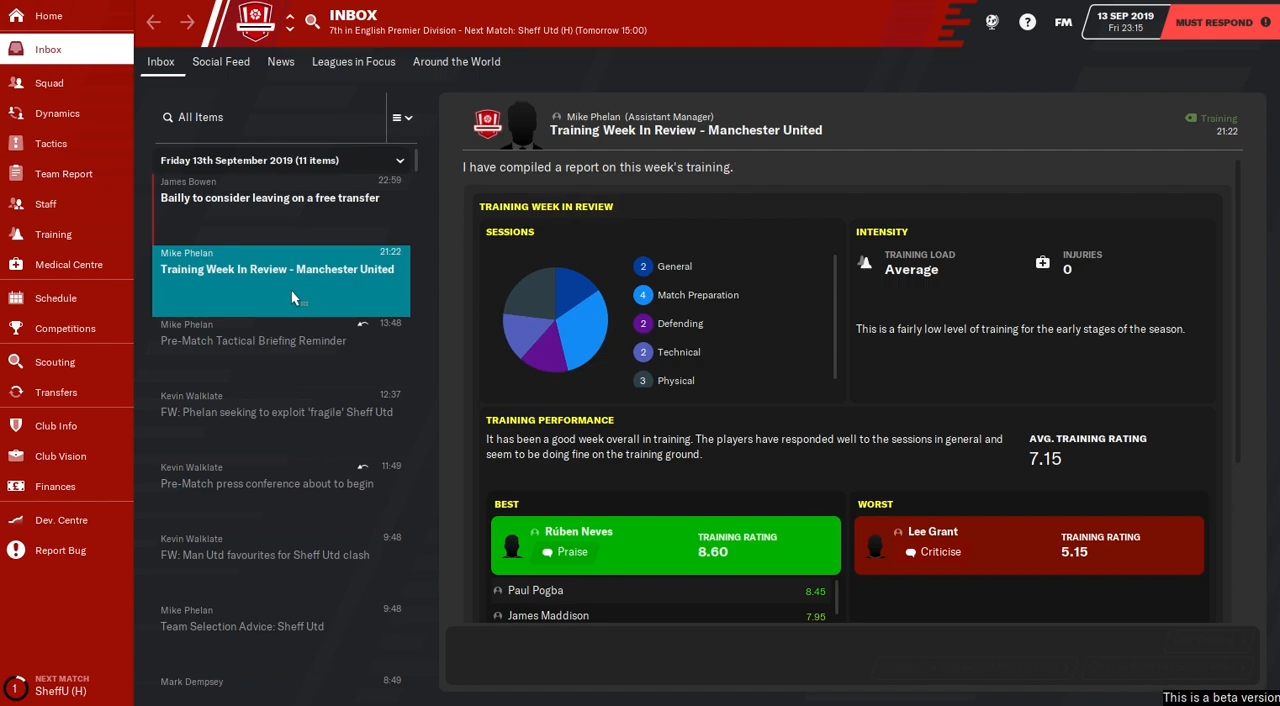 Home
INBOX
7th in English Premier Division - Next Match: Sheff Utd (H) (Tomorrow 15:00)
?
FM
13 SEP 2019
Fri 23:15
MUST RESPOND
Inbox
Squad
Dynamics
Tactics
Team Report
Staff
Training
Medical Centre
Schedule
Competitions
Scouting
Transfers
Club Info
Club Vision
Finances
Dev. Centre
Report Bug
1
NEXT MATCH
SheffU (H)
Inbox Social Feed News Leagues in Focus Around the World
All Items
Friday 13th September 2019 (11 items)
James Bowen 22:59
Bailly to consider leaving on a free transfer
Mike Phelan 21:22
Training Week In Review - Manchester United
Mike Phelan 13:48
Pre-Match Tactical Briefing Reminder
Kevin Walklate 12:37
FW: Phelan seeking to exploit 'fragile' Sheff Utd
Kevin Walklate 11:49
Pre-Match press conference about to begin
Kevin Walklate 9:48
FW: Man Utd favourites for Sheff Utd clash
Mike Phelan 9:48
Team Selection Advice: Sheff Utd
Mark Dempsey 8:49
Mike Phelan (Assistant Manager)
Training Week In Review - Manchester United
Training
21:22
I have compiled a report on this week's training.
TRAINING WEEK IN REVIEW
SESSIONS
2 General
4 Match Preparation
2 Defending
2 Technical
3 Physical
INTENSITY
TRAINING LOAD
Average
INJURIES
0
This is a fairly low level of training for the early stages of the season.
TRAINING PERFORMANCE
It has been a good week overall in training. The players have responded well to the sessions in general and
seem to be doing fine on the training ground.
AVG. TRAINING RATING
7.15
BEST
Rúben Neves
Praise
TRAINING RATING
8.60
Paul Pogba 8.45
James Maddison 7.95
WORST
Lee Grant
Criticise
TRAINING RATING
5.15
This is a beta version